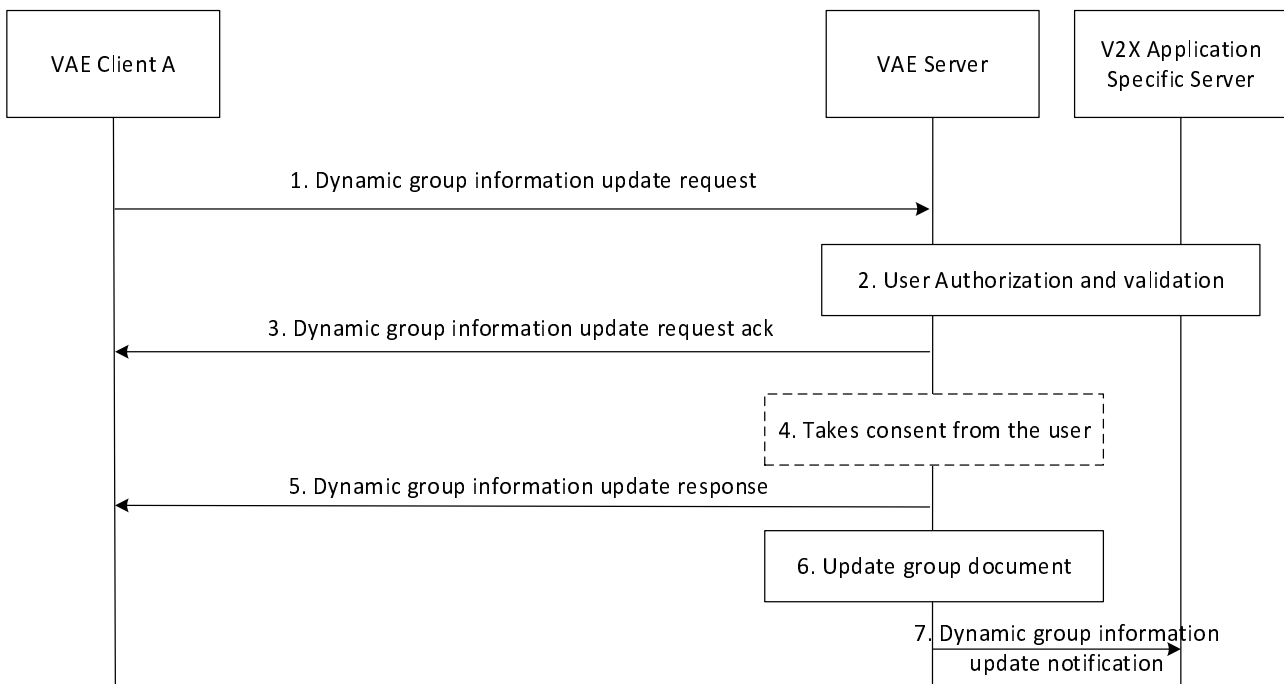 VAE Client A
VAE Server
V2X Application
Specific Server
1. Dynamic group information update request
2. User Authorization and validation
3. Dynamic group information update request ack
4. Takes consent from the user
5. Dynamic group information update response
6. Update group document
7. Dynamic group information
update notification